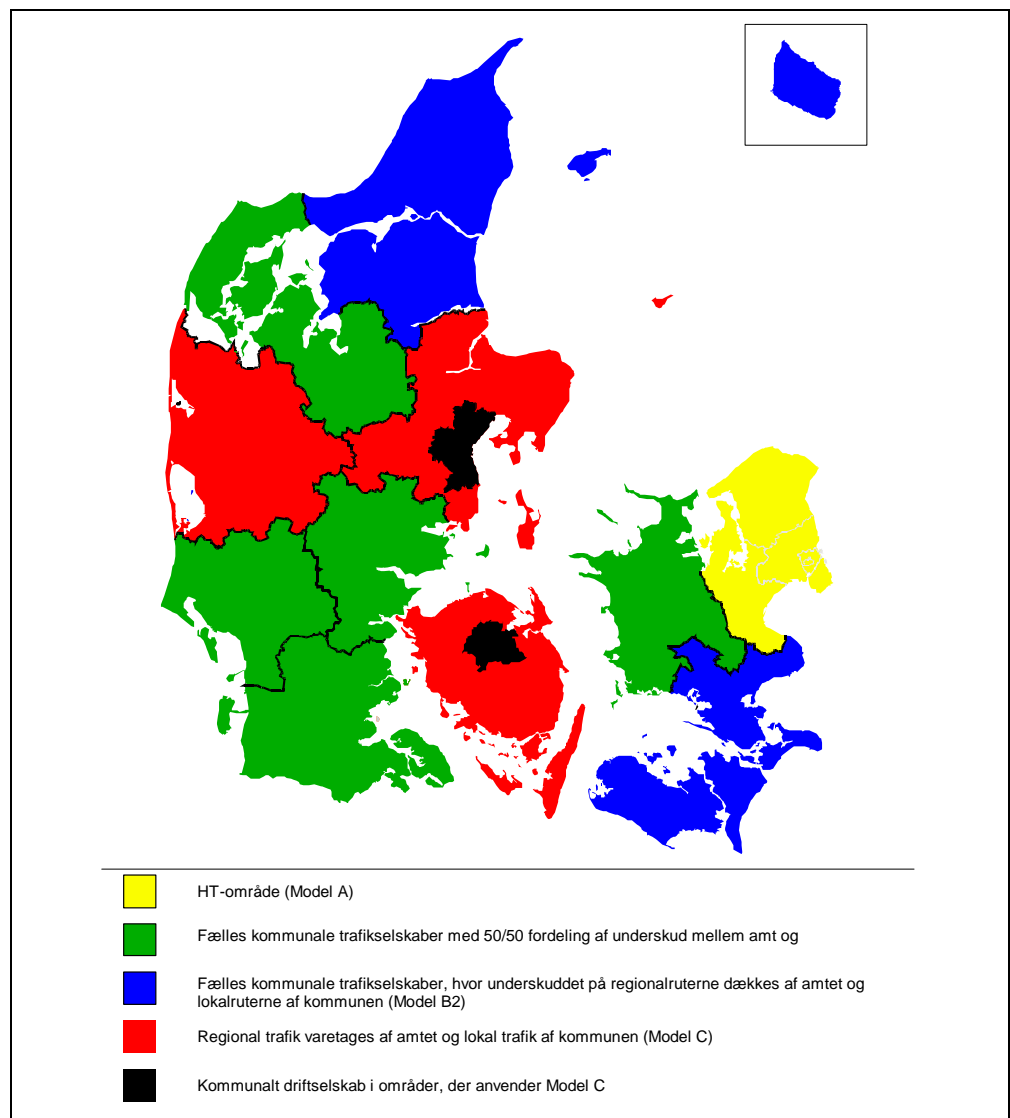 HT-område (Model A)
Fælles kommunale trafikselskaber med 50/50 fordeling af underskud mellem amt og
Fælles kommunale trafikselskaber, hvor underskuddet på regionalruterne dækkes af amtet og
lokalruterne af kommunen (Model B2)
Regional trafik varetages af amtet og lokal trafik af kommunen (Model C)
Kommunalt driftselskab i områder, der anvender Model C